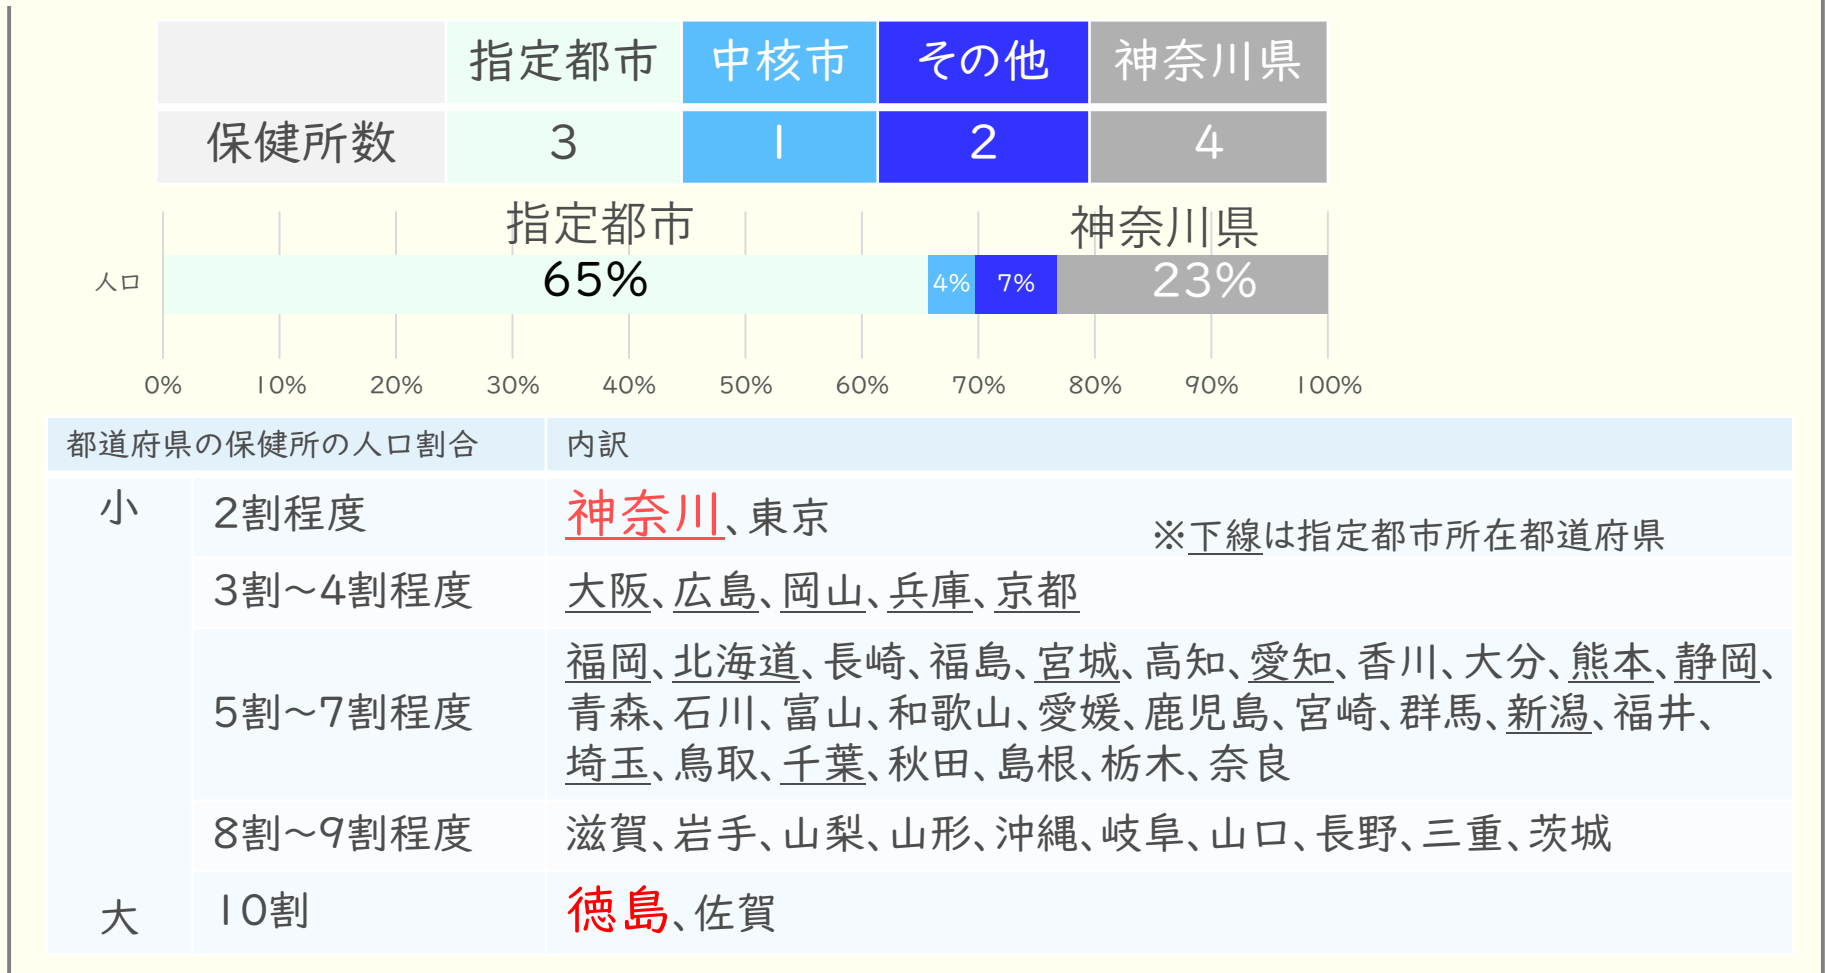 指定都市 中核市 その他 神奈川県
保健所数 3 1 2 4
指定都市 神奈川県
人口 65% 4% 7% 23%
0% 10% 20% 30% 40% 50% 60% 70% 80% 90% 100%
都道府県の保健所の人口割合 内訳
小 2割程度 神奈川、東京 ※下線は指定都市所在都道府県
3割～4割程度 大阪、広島、岡山、兵庫、京都
福岡、北海道、長崎、福島、宮城、高知、愛知、香川、大分、熊本、静岡、
5割～7割程度 青森、石川、富山、和歌山、愛媛、鹿児島、宮崎、群馬、新潟、福井、
埼玉、鳥取、千葉、秋田、島根、栃木、奈良
8割～9割程度 滋賀、岩手、山梨、山形、沖縄、岐阜、山口、長野、三重、茨城
大 10割 徳島、佐賀